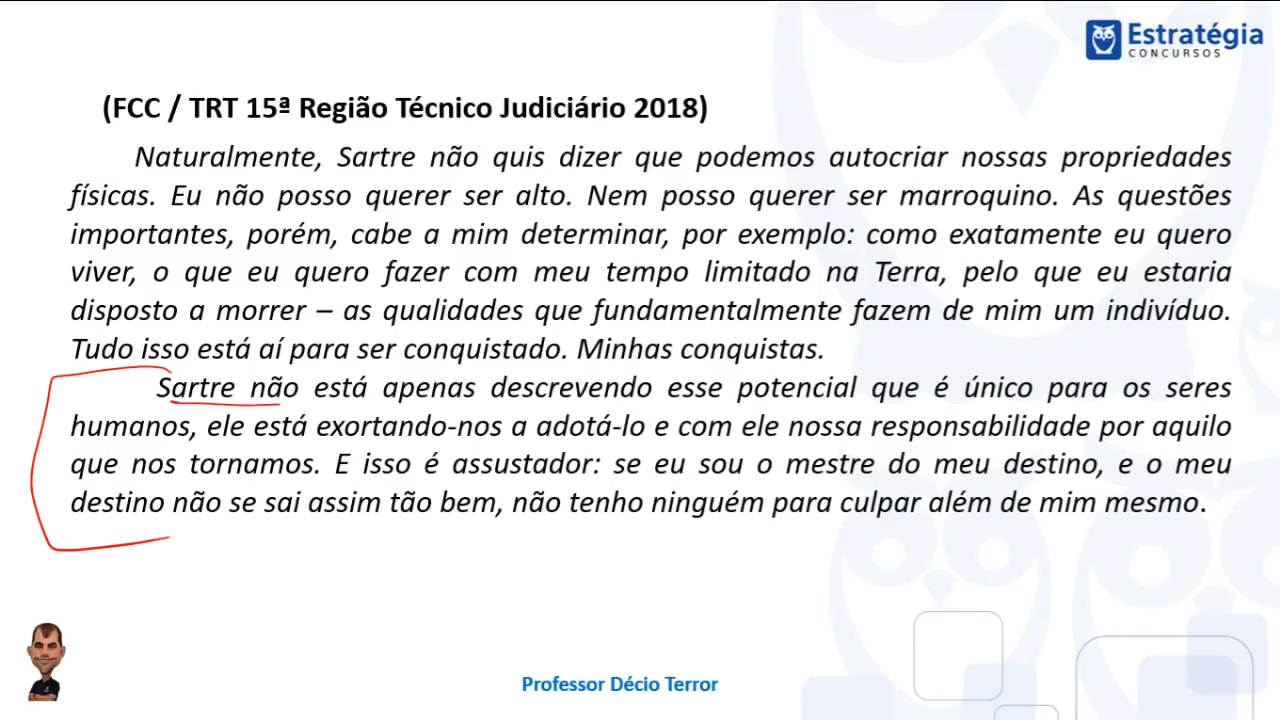 Estratégia
CONCURSOS
(FCC / TRT 15ª Região Técnico Judiciário 2018)
Naturalmente, Sartre não quis dizer que podemos autocriar nossas propriedades
físicas. Eu não posso querer ser alto. Nem posso querer ser marroquino. As questões
importantes, porém, cabe a mim determinar, por exemplo: como exatamente eu quero
viver, o que eu quero fazer com meu tempo limitado na Terra, pelo que eu estaria
disposto a morrer – as qualidades que fundamentalmente fazem de mim um indivíduo.
Tudo isso está aí para ser conquistado. Minhas conquistas.
Sartre não está apenas descrevendo esse potencial que é único para os seres
humanos, ele está exortando-nos a adotá-lo e com ele nossa responsabilidade por aquilo
que nos tornamos. E isso é assustador: se eu sou o mestre do meu destino, e o meu
destino não se sai assim tão bem, não tenho ninguém para culpar além de mim mesmo.
Professor Décio Terror